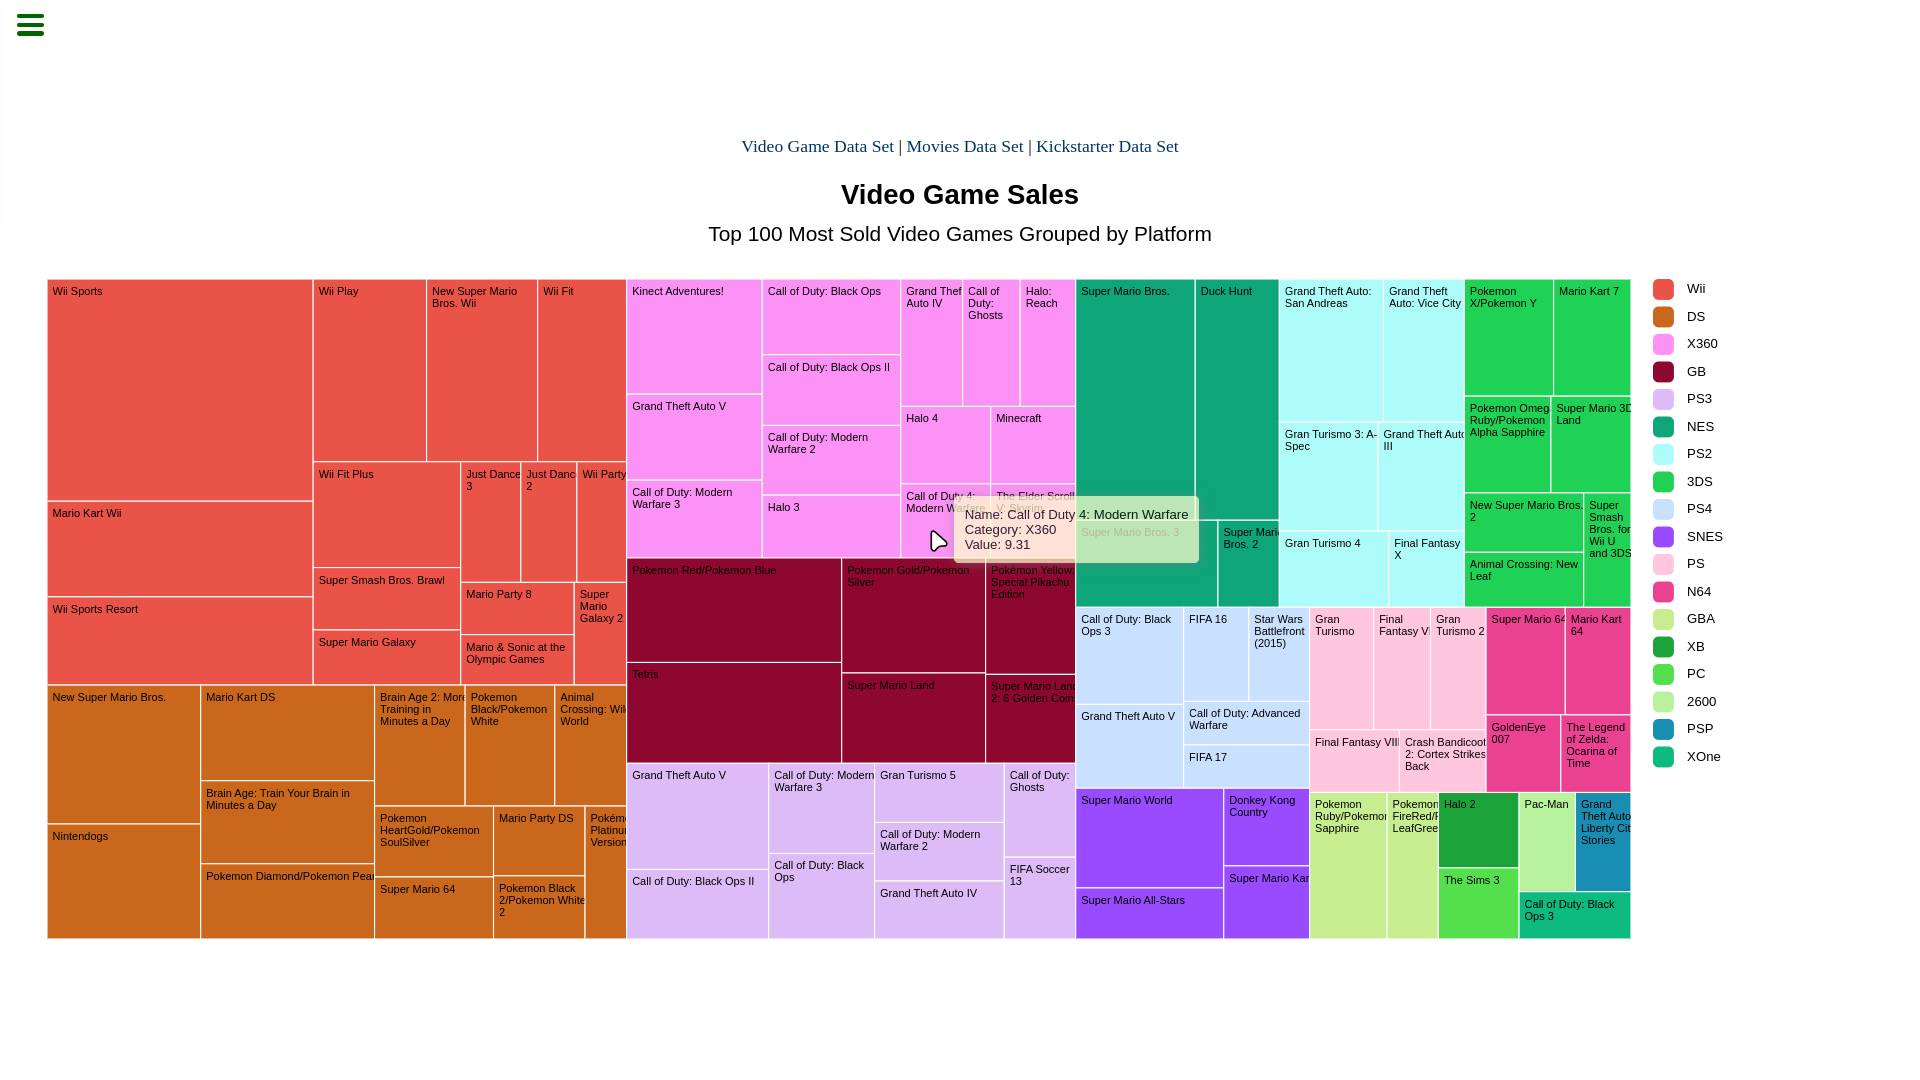 Video Game Data Set | Movies Data Set | Kickstarter Data Set
Video Game Sales
Top 100 Most Sold Video Games Grouped by Platform
Wii Sports
Mario Kart Wii
Wii Sports Resort
Wii Play
New Super Mario
Bros. Wii
Wii Fit
Wii Fit Plus
Super Smash Bros. Brawl
Super Mario Galaxy
Just Dance
3
Just Danc
2
Wii Party
Mario Party 8
Mario & Sonic at the
Olympic Games
Super
Mario
Galaxy 2
New Super Mario Bros.
Nintendogs
Mario Kart DS
Brain Age: Train Your Brain in
Minutes a Day
Pokemon Diamond/Pokemon Pear
Brain Age 2: More
Training in
Minutes a Day
Pokemon
Black/Pokemon
White
Animal
Crossing: Wil
World
Pokemon
HeartGold/Pokemon
SoulSilver
Super Mario 64
Mario Party DS
Pokemon Black
2/Pokemon White
2
Pokémo
Platinum
Version
Kinect Adventures!
Grand Theft Auto V
Call of Duty: Modern
Warfare 3
Call of Duty: Black Ops
Call of Duty: Black Ops II
Call of Duty: Modern
Warfare 2
Halo 3
Grand Thef
Auto IV
Call of
Duty:
Ghosts
Halo:
Reach
Halo 4
Minecraft
Call of Duty 4:
Modern Warfare
The Elder Scroll
V: Skyrim
Name: Call of Duty 4: Modern Warfare
Category: X360
Value: 9.31
Pokemon Red/Pokemon Blue
Tetris
Pokemon Gold/Pokemon
Silver
Super Mario Land
Pokémon Yellow:
Special Pikachu
Edition
Super Mario Land
2: 6 Golden Coins
Grand Theft Auto V
Call of Duty: Black Ops II
Call of Duty: Modern
Warfare 3
Call of Duty: Black
Ops
Gran Turismo 5
Call of Duty: Modern
Warfare 2
Grand Theft Auto IV
Call of Duty:
Ghosts
FIFA Soccer
13
Super Mario Bros.
Duck Hunt
Super Mario Bros. 3
Super Mario
Bros. 2
Grand Theft Auto:
San Andreas
Grand Theft
Auto: Vice City
Gran Turismo 3: A-
Spec
Grand Theft Auto
III
Gran Turismo 4
Final Fantasy
X
Pokemon
X/Pokemon Y
Mario Kart 7
Pokemon Omeg
Ruby/Pokemon
Alpha Sapphire
Super Mario 3D
Land
New Super Mario Bros.
2
Animal Crossing: New
Leaf
Super
Smash
Bros. for
Wii U
and 3DS
Call of Duty: Black
Ops 3
Grand Theft Auto V
FIFA 16
Star Wars
Battlefront
(2015)
Call of Duty: Advanced
Warfare
FIFA 17
Super Mario World
Super Mario All-Stars
Donkey Kong
Country
Super Mario Kar
Gran
Turismo
Final
Fantasy VI
Gran
Turismo 2
Final Fantasy VIII
Crash Bandicoot
2: Cortex Strikes
Back
Super Mario 64
Mario Kart
64
GoldenEye
007
The Legend
of Zelda:
Ocarina of
Time
Pokemon
Ruby/Pokemon
Sapphire
Pokemon
FireRed/P
LeafGree
Halo 2
The Sims 3
Pac-Man
Grand
Theft Auto
Liberty Cit
Stories
Call of Duty: Black
Ops 3
Wii
DS
X360
GB
PS3
NES
PS2
3DS
PS4
SNES
PS
N64
GBA
XB
PC
2600
PSP
XOne